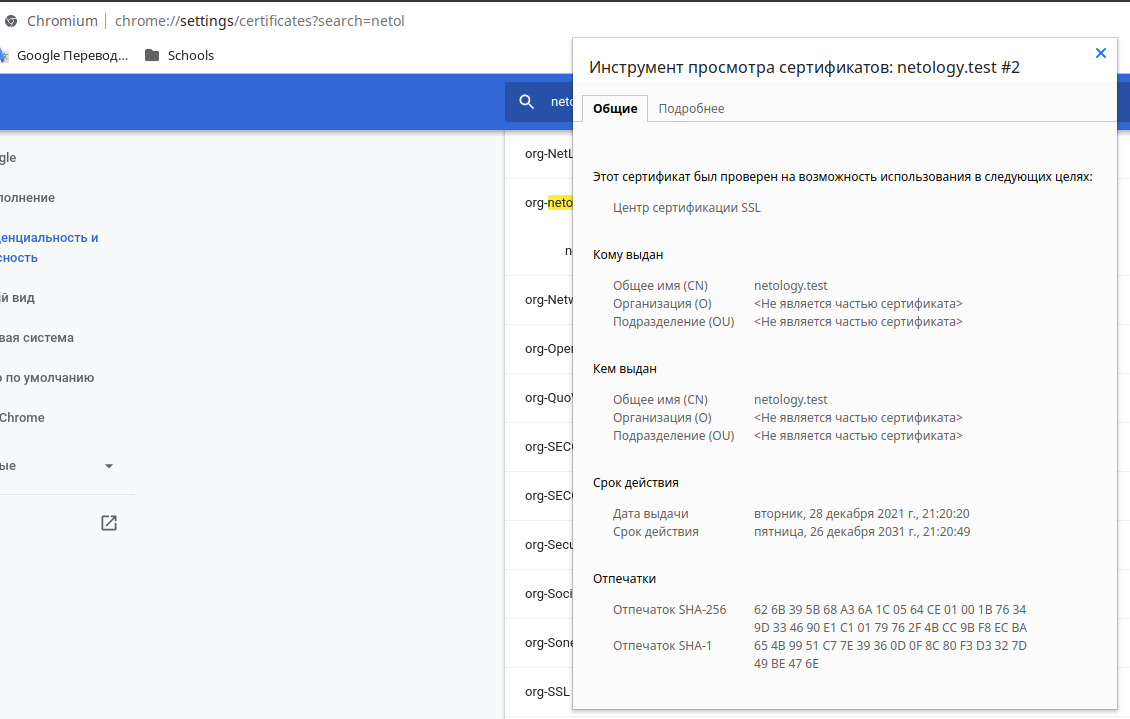 Chromium | chrome://settings/certificates?search=netol
Google Перевод... Schools
Инструмент просмотра сертификатов: netology.test #2
Общие Подробнее
Этот сертификат был проверен на возможность использования в следующих целях:
Центр сертификации SSL
Кому выдан
Общее имя (CN) netology.test
Организация (O) <Не является частью сертификата>
Подразделение (OU) <Не является частью сертификата>
Кем выдан
Общее имя (CN) netology.test
Организация (O) <Не является частью сертификата>
Подразделение (OU) <Не является частью сертификата>
Срок действия
Дата выдачи вторник, 28 декабря 2021 г., 21:20:20
Срок действия пятница, 26 декабря 2031 г., 21:20:49
Отпечатки
Отпечаток SHA-256 62 6B 39 5B 68 A3 6A 1C 05 64 CE 01 00 1B 76 34
9D 33 46 90 E1 C1 01 79 76 2F 4B CC 9B F8 EC BA
Отпечаток SHA-1 65 4B 99 51 C7 7E 39 36 0D 0F 8C 80 F3 D3 32 7D
49 BE 47 6E
neto
org-NetL
org-neto
n
org-Netw
org-Oper
org-QuoV
org-SEC
org-SEC
org-Secu
org-Soci
org-Sone
org-SSL
gle
полнение
денциальность и
сность
й вид
вая система
р по умолчанию
Chrome
ые